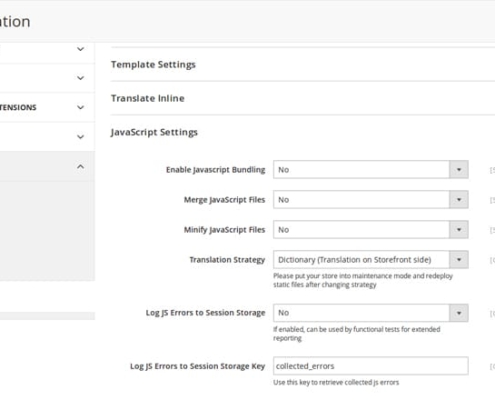 ation
Template Settings
Translate Inline
TENSIONS
JavaScript Settings
Enable Javascript Bundling No
Merge JavaScript Files No
Minify JavaScript Files No
Translation Strategy Dictionary (Translation on Storefront side)
Please put your store into maintenance mode and redeploy
static files after changing strategy
Log JS Errors to Session Storage No
If enabled, can be used by functional tests for extended
reporting
Log JS Errors to Session Storage Key collected_errors
Use this key to retrieve collected js errors